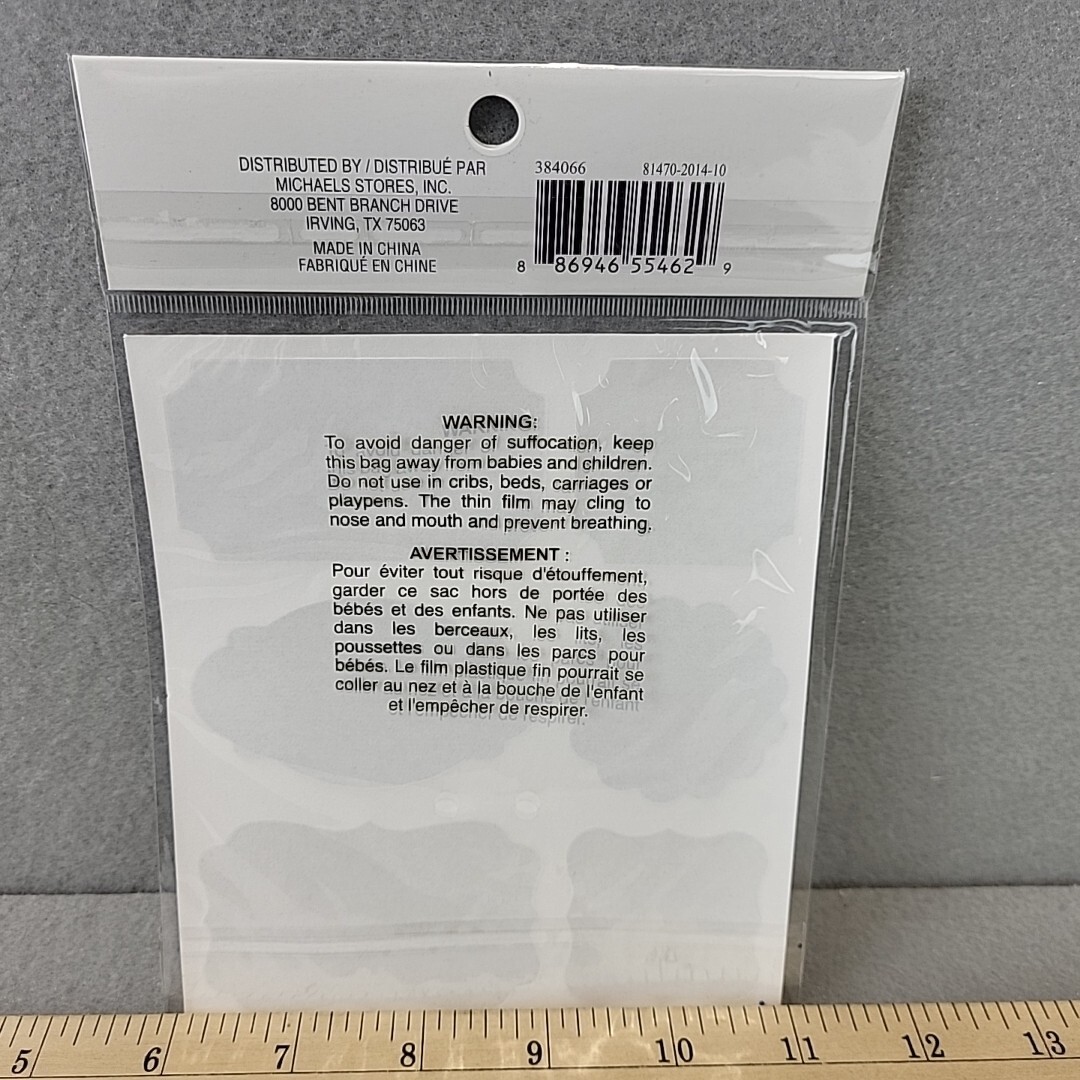 DISTRIBUTED BY / DISTRIBUÉ PAR
MICHAELS STORES, INC.
8000 BENT BRANCH DRIVE
IRVING, TX 75063
MADE IN CHINA
FABRIQUÉ EN CHINE
384066 81470-2014-10
8 86946 55462 9
WARNING:
To avoid danger of suffocation, keep
this bag away from babies and children.
Do not use in cribs, beds, carriages or
playpens. The thin film may cling to
nose and mouth and prevent breathing.
AVERTISSEMENT :
Pour éviter tout risque d'étouffement,
garder ce sac hors de portée des
bébés et des enfants. Ne pas utiliser
dans les berceaux, les lits, les
poussettes ou dans les parcs pour
bébés. Le film plastique fin pourrait se
coller au nez et à la bouche de l'enfant
et l'empêcher de respirer.
5 6 7 8 9 10 11 12 13